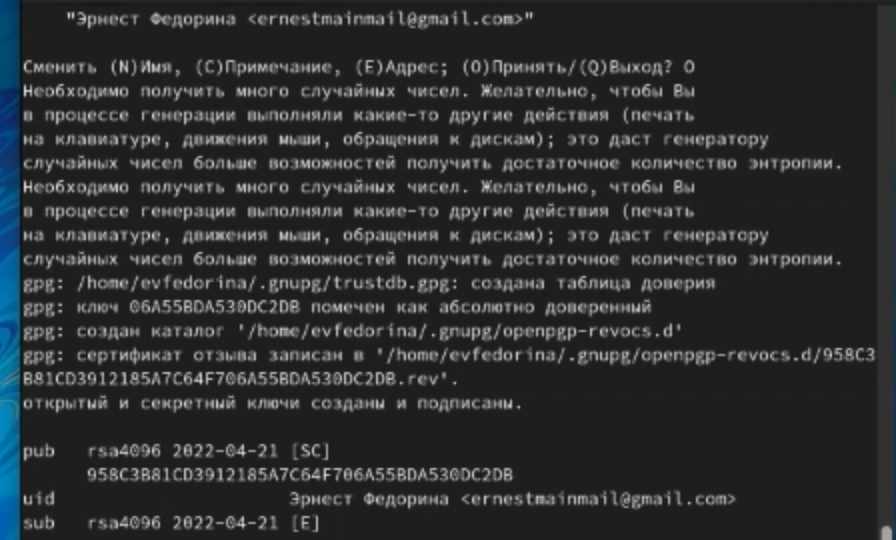 "Эрнест Федорина <ernestmainmail@gmail.com>"
Сменить (N)Имя, (C)Примечание, (E)Адрес; (O)Принять/(Q)Выход? O
Необходимо получить много случайных чисел. Желательно, чтобы Вы
в процессе генерации выполняли какие-то другие действия (печать
на клавиатуре, движения мыши, обращения к дискам); это даст генератору
случайных чисел больше возможностей получить достаточное количество энтропии.
Необходимо получить много случайных чисел. Желательно, чтобы Вы
в процессе генерации выполняли какие-то другие действия (печать
на клавиатуре, движения мыши, обращения к дискам); это даст генератору
случайных чисел больше возможностей получить достаточное количество энтропии.
gpg: /home/evfedorina/.gnupg/trustdb.gpg: создана таблица доверия
gpg: ключ 06A55BDA530DC2DB помечен как абсолютно доверенный
gpg: создан каталог '/home/evfedorina/.gnupg/openpgp-revocs.d'
gpg: сертификат отзыва записан в '/home/evfedorina/.gnupg/openpgp-revocs.d/958C3
B81CD3912185A7C64F706A55BDA530DC2DB.rev'.
открытый и секретный ключи созданы и подписаны.
pub rsa4096 2022-04-21 [SC]
958C3B81CD3912185A7C64F706A55BDA530DC2DB
uid Эрнест Федорина <ernestmainmail@gmail.com>
sub rsa4096 2022-04-21 [E]